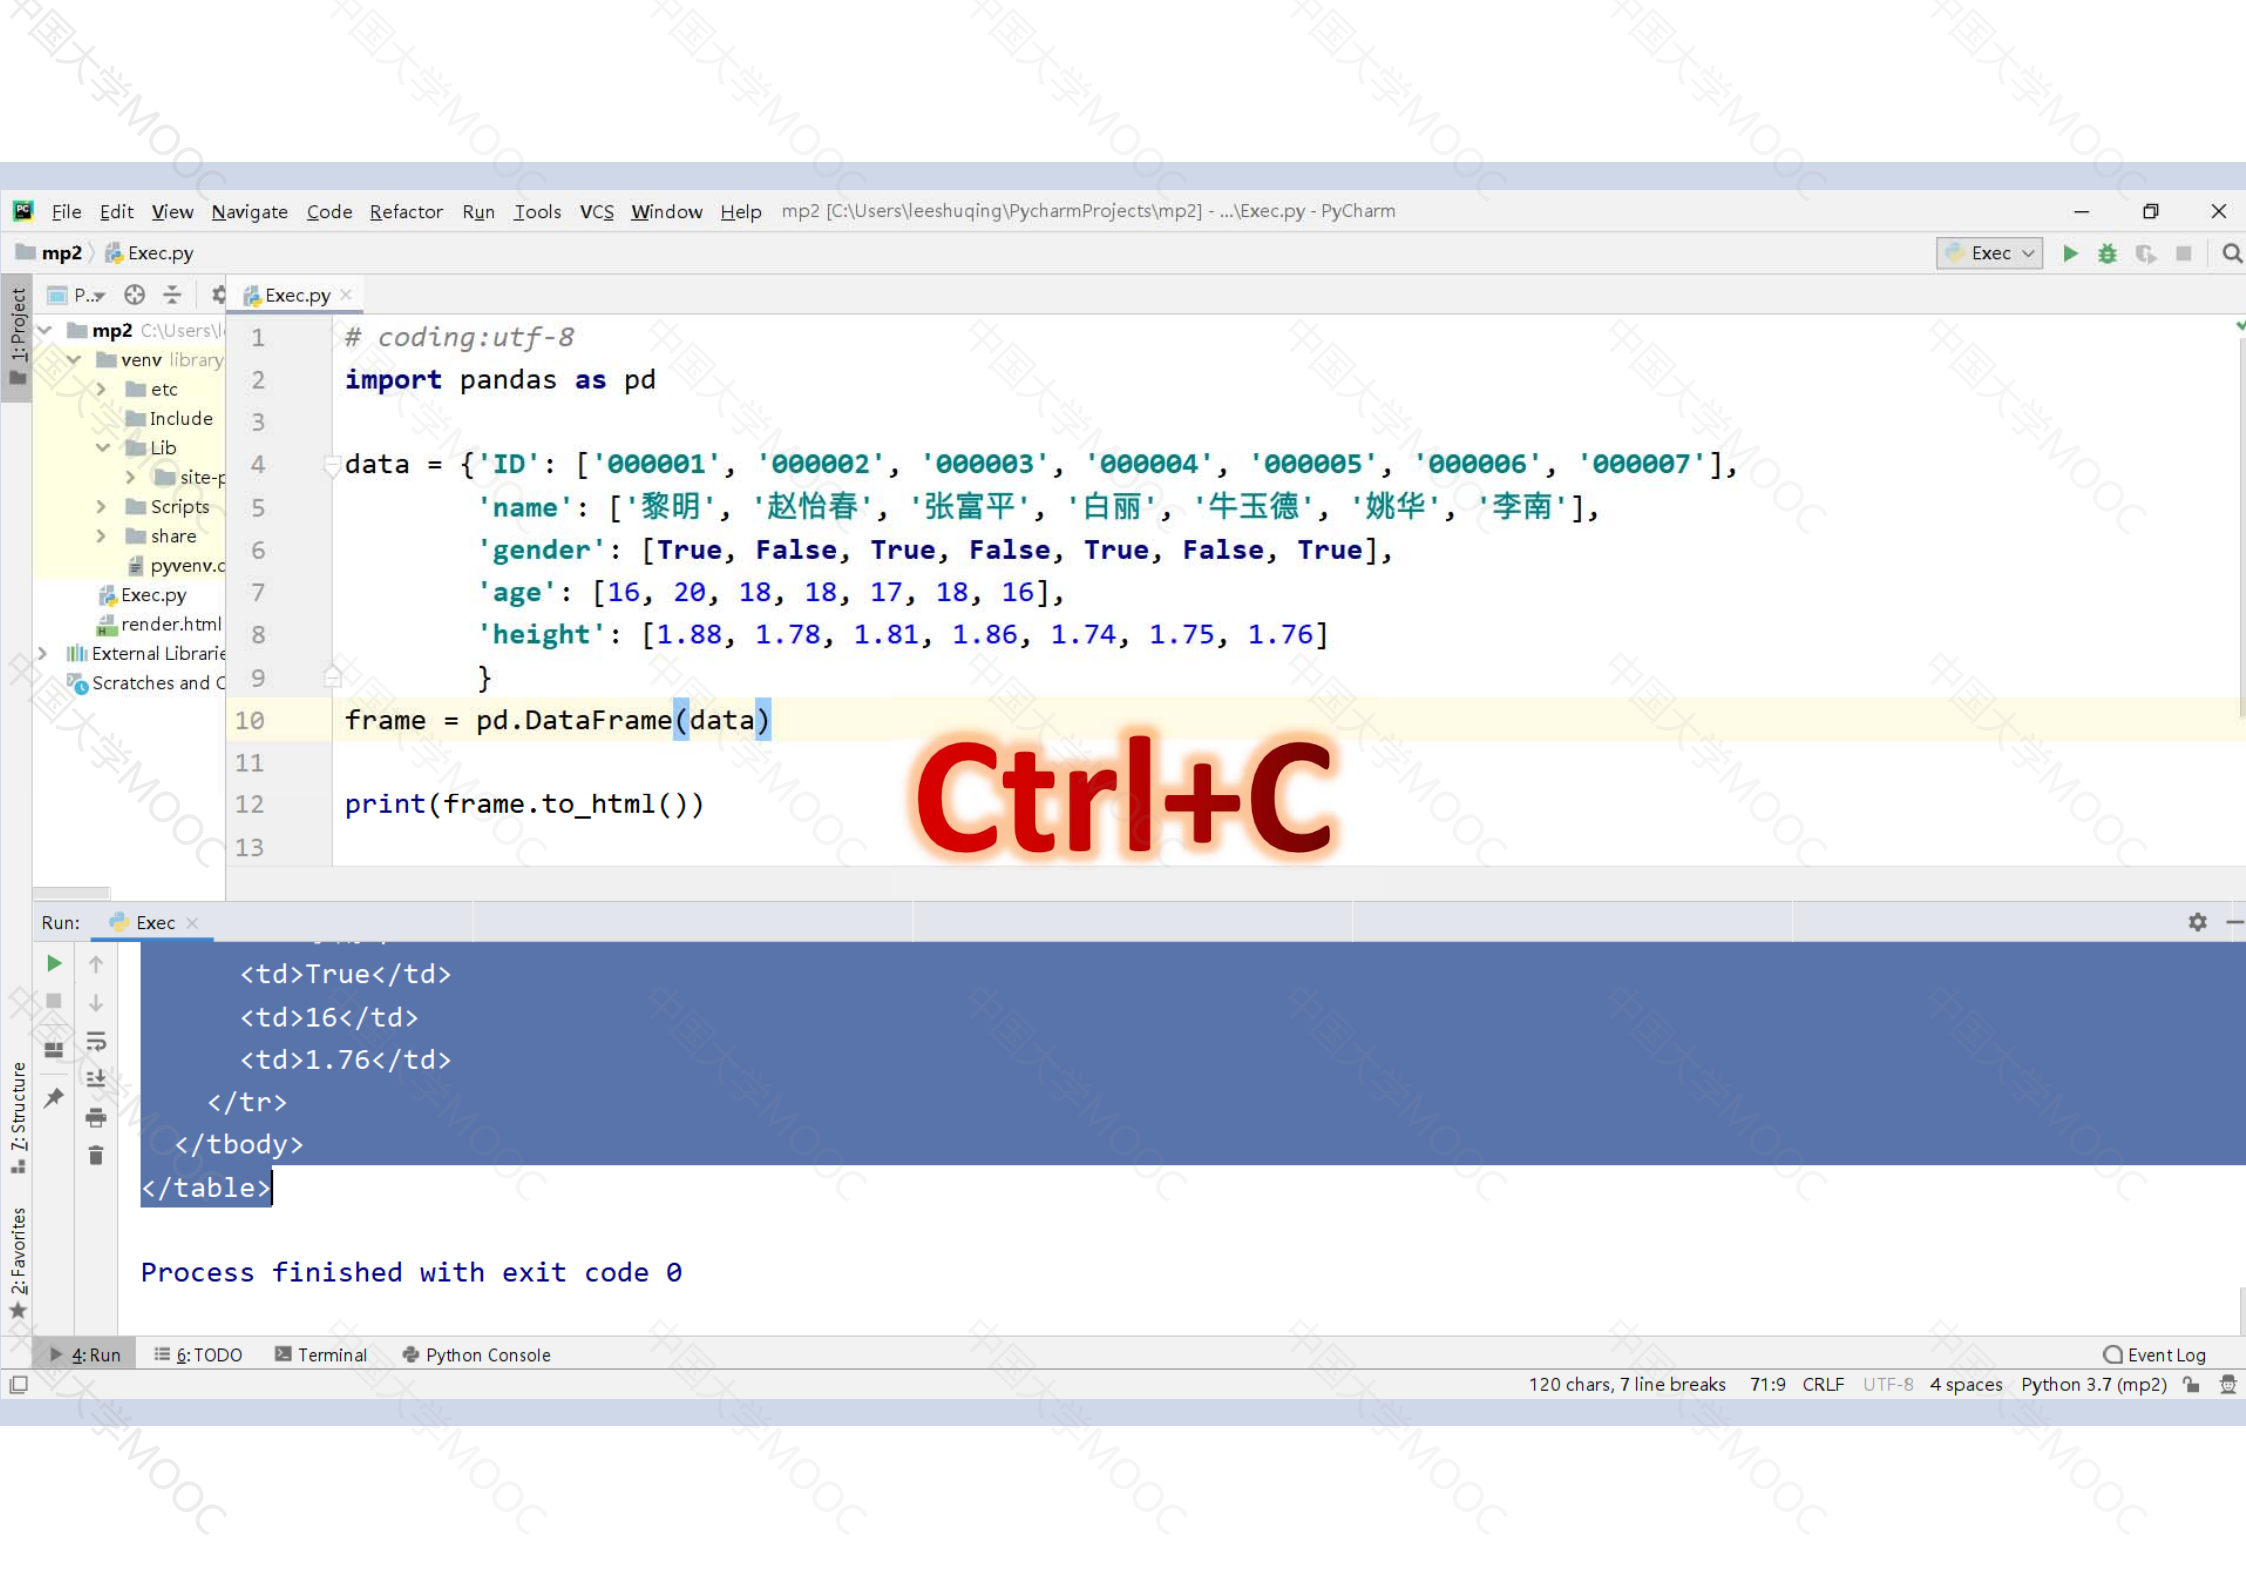 File Edit View Navigate Code Refactor Run Tools VCS Window Help mp2 [C:\Users\leeshuqing\PycharmProjects\mp2] - ...\Exec.py - PyCharm
mp2 Exec.py Exec
1: Project
P.. Exec.py
mp2 C:\Users\
venv library
etc
Include
Lib
site-
Scripts
share
pyvenv.
Exec.py
render.html
External Librarie
Scratches and
1 # coding:utf-8
2 import pandas as pd
3
4 data = {'ID': ['000001', '000002', '000003', '000004', '000005', '000006', '000007'],
5 'name': ['黎明', '赵怡春', '张富平', '白丽', '牛玉德', '姚华', '李南'],
6 'gender': [True, False, True, False, True, False, True],
7 'age': [16, 20, 18, 18, 17, 18, 16],
8 'height': [1.88, 1.78, 1.81, 1.86, 1.74, 1.75, 1.76]
9 }
10 frame = pd.DataFrame(data)
11
12 print(frame.to_html())
13
Ctrl+C
Run: Exec
<td>True</td>
<td>16</td>
<td>1.76</td>
</tr>
</tbody>
</table>
Process finished with exit code 0
7: Structure
2: Favorites
4: Run 6: TODO Terminal Python Console Event Log
120 chars, 7 line breaks 71:9 CRLF UTF-8 4 spaces Python 3.7 (mp2)
中国大学MOOC